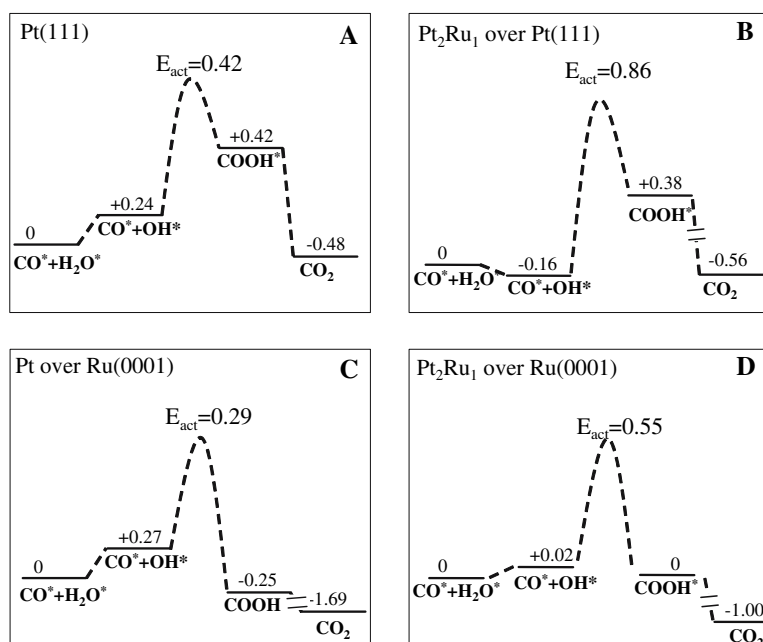 Pt(111)
A
E_act=0.42
+0.42
COOH*
+0.24
CO*+OH*
0
CO*+H₂O*
-0.48
CO₂
Pt₂Ru₁ over Pt(111)
B
E_act=0.86
+0.38
COOH*
0
CO*+H₂O*
-0.16
CO*+OH*
-0.56
CO₂
Pt over Ru(0001)
C
E_act=0.29
+0.27
CO*+OH*
0
CO*+H₂O*
-0.25
COOH
-1.69
CO₂
Pt₂Ru₁ over Ru(0001)
D
E_act=0.55
+0.02
CO*+OH*
0
CO*+H₂O*
0
COOH*
-1.00
CO₂